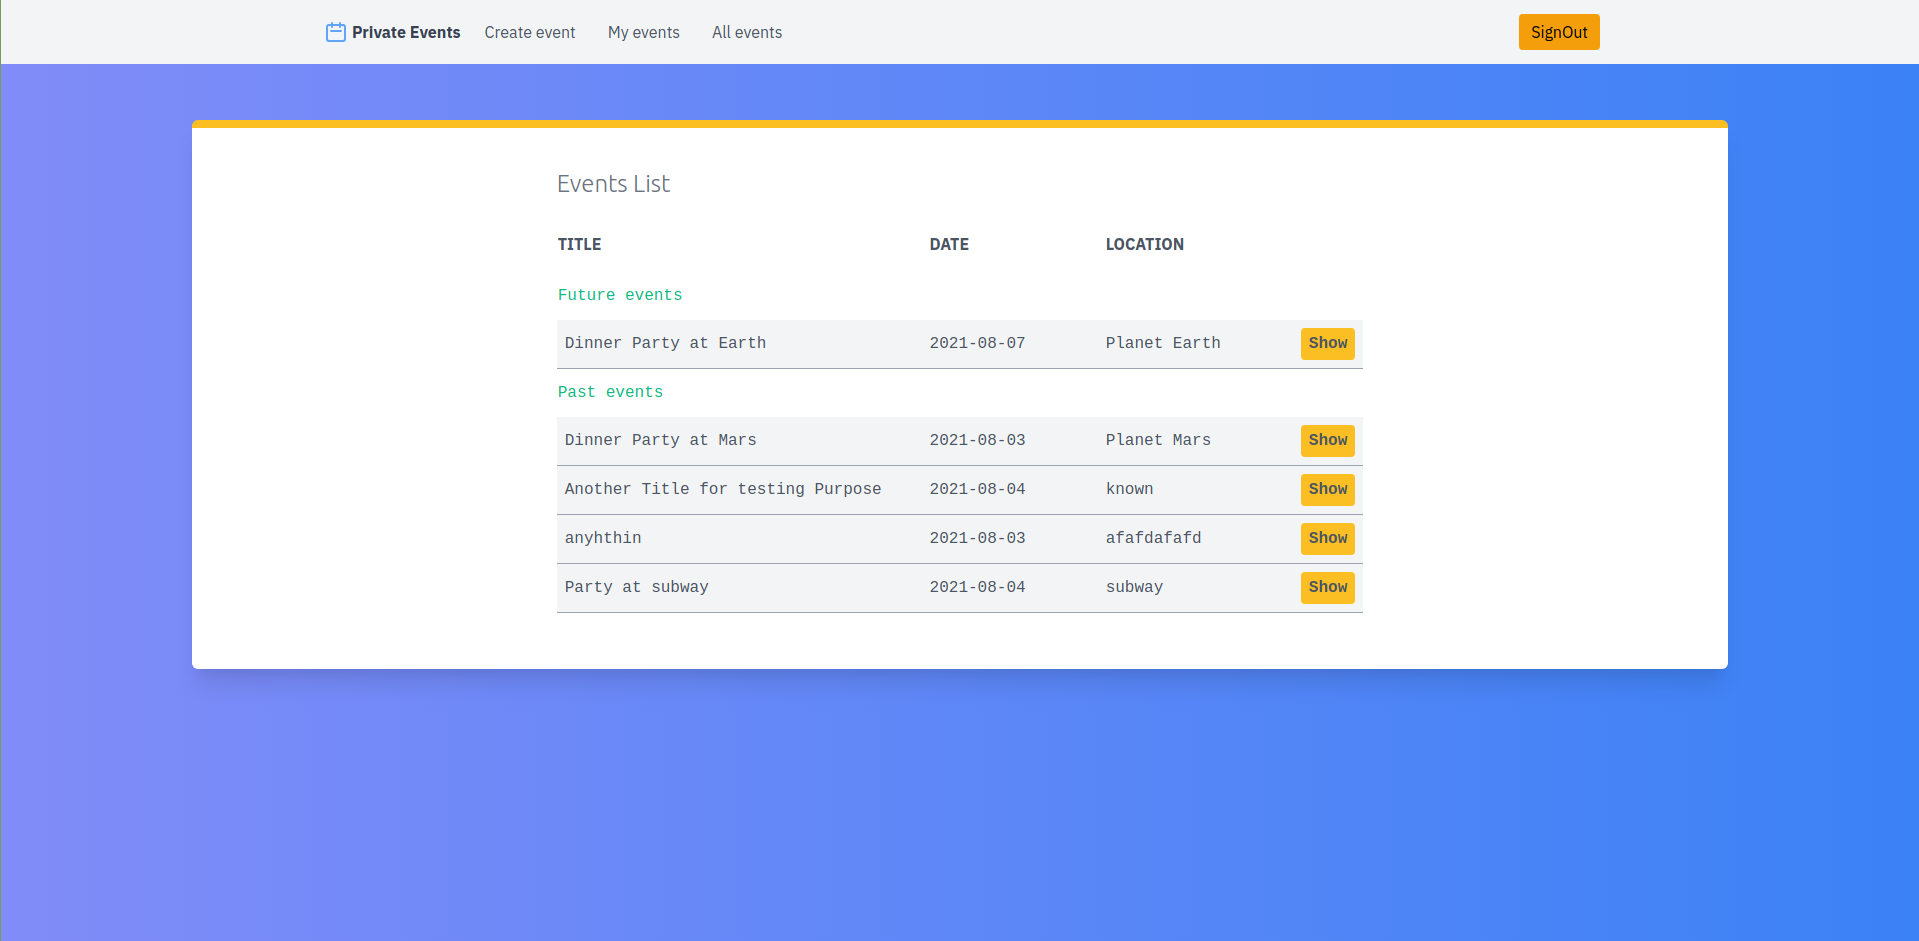 Private Events Create event My events All events SignOut
Events List
TITLE DATE LOCATION
Future events
Dinner Party at Earth 2021-08-07 Planet Earth Show
Past events
Dinner Party at Mars 2021-08-03 Planet Mars Show
Another Title for testing Purpose 2021-08-04 known Show
anyhthin 2021-08-03 afafdafafd Show
Party at subway 2021-08-04 subway Show